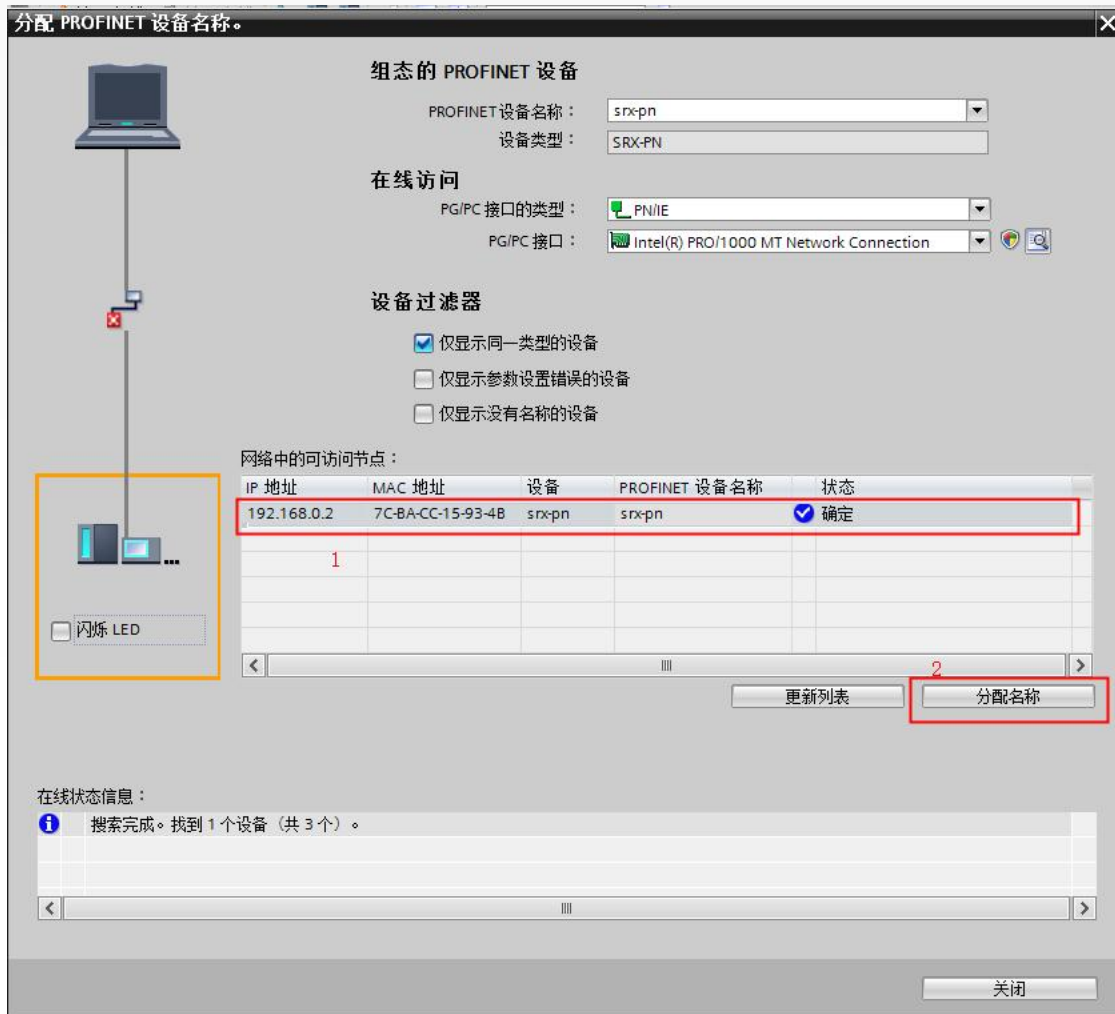 分配 PROFINET 设备名称。
组态的 PROFINET 设备
PROFINET设备名称：
srx-pn
设备类型：
SRX-PN
在线访问
PG/PC 接口的类型：
PN/IE
PG/PC 接口：
Intel(R) PRO/1000 MT Network Connection
设备过滤器
仅显示同一类型的设备
仅显示参数设置错误的设备
仅显示没有名称的设备
网络中的可访问节点：
IP 地址 MAC 地址 设备 PROFINET 设备名称 状态
192.168.0.2 7C-BA-CC-15-93-4B srx-pn srx-pn 确定
1
闪烁 LED
2
更新列表 分配名称
在线状态信息：
搜索完成。找到 1 个设备（共 3 个）。
关闭